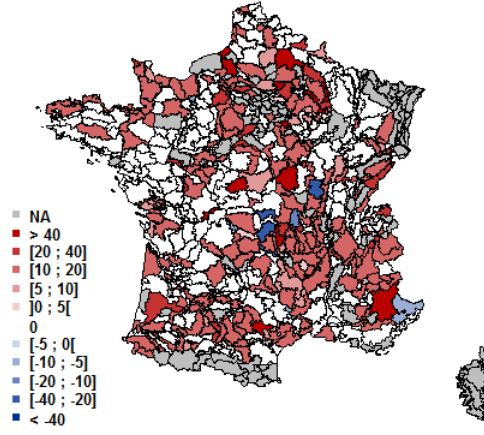 NA
> 40
[20 ; 40]
[10 ; 20]
[5 ; 10]
]0 ; 5[
0
[-5 ; 0[
[-10 ; -5]
[-20 ; -10]
[-40 ; -20]
< -40